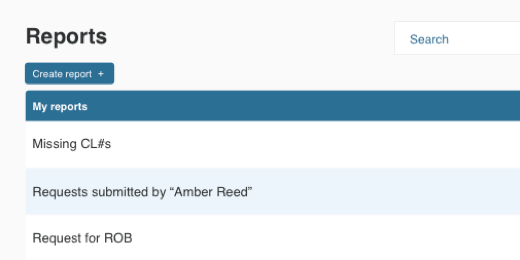 Reports
Search
Create report +
My reports
Missing CL#s
Requests submitted by “Amber Reed”
Request for ROB